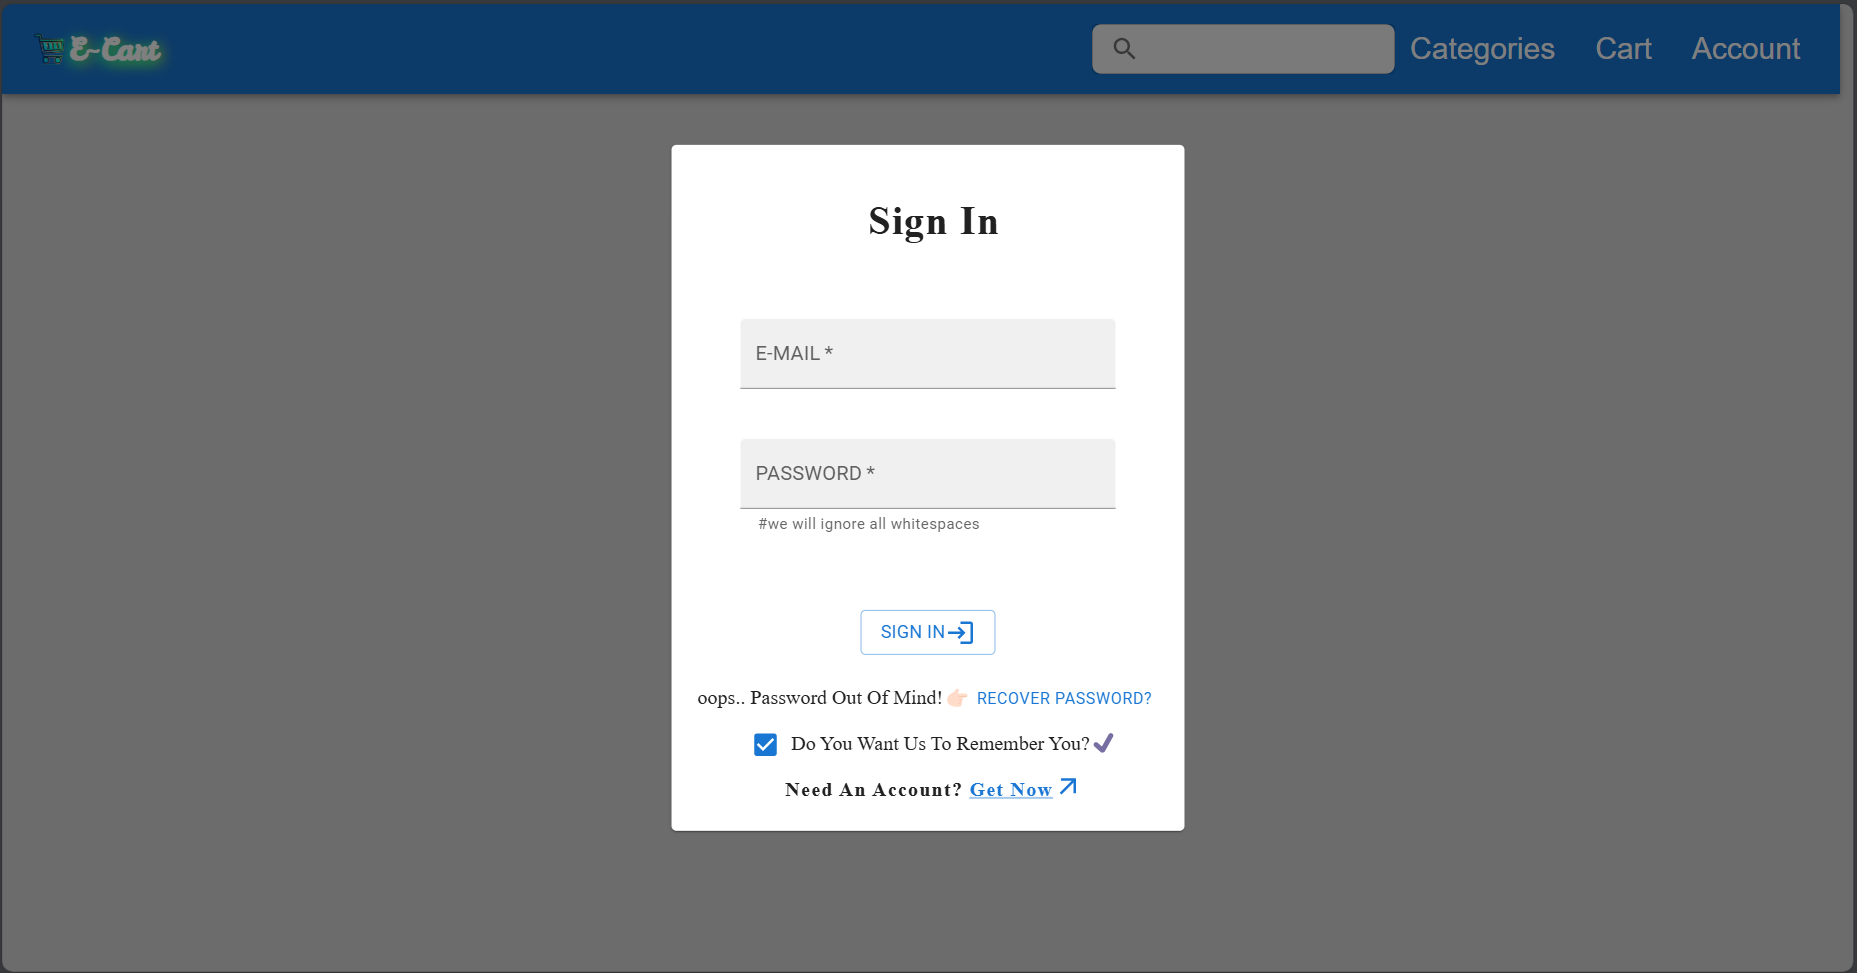 E-Cart
Categories Cart Account
Sign In
E-MAIL *
PASSWORD *
#we will ignore all whitespaces
SIGN IN
oops.. Password Out Of Mind! 👉🏻 RECOVER PASSWORD?
Do You Want Us To Remember You? ✔
Need An Account? Get Now